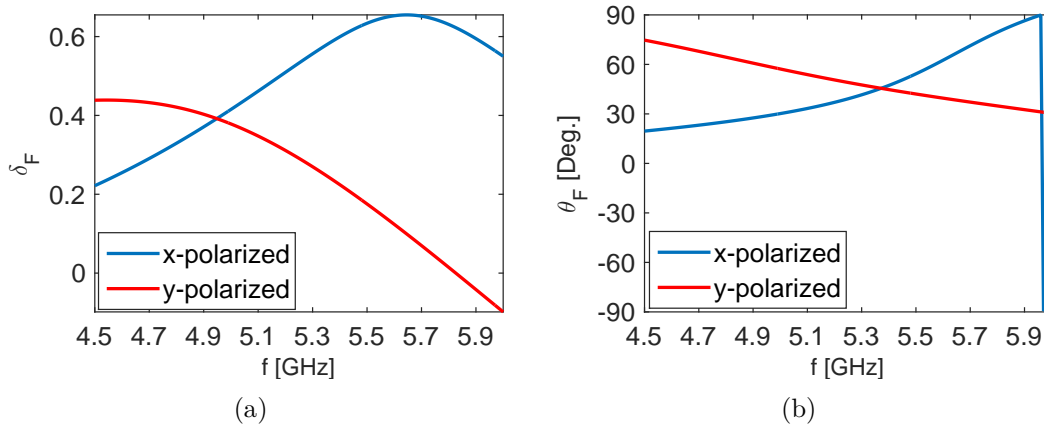 0.6
0.4
0.2
0
δ_F
x-polarized
y-polarized
4.5 4.7 4.9 5.1 5.3 5.5 5.7 5.9
f [GHz]
(a)
90
60
30
0
-30
-60
-90
θ_F [Deg.]
x-polarized
y-polarized
4.5 4.7 4.9 5.1 5.3 5.5 5.7 5.9
f [GHz]
(b)